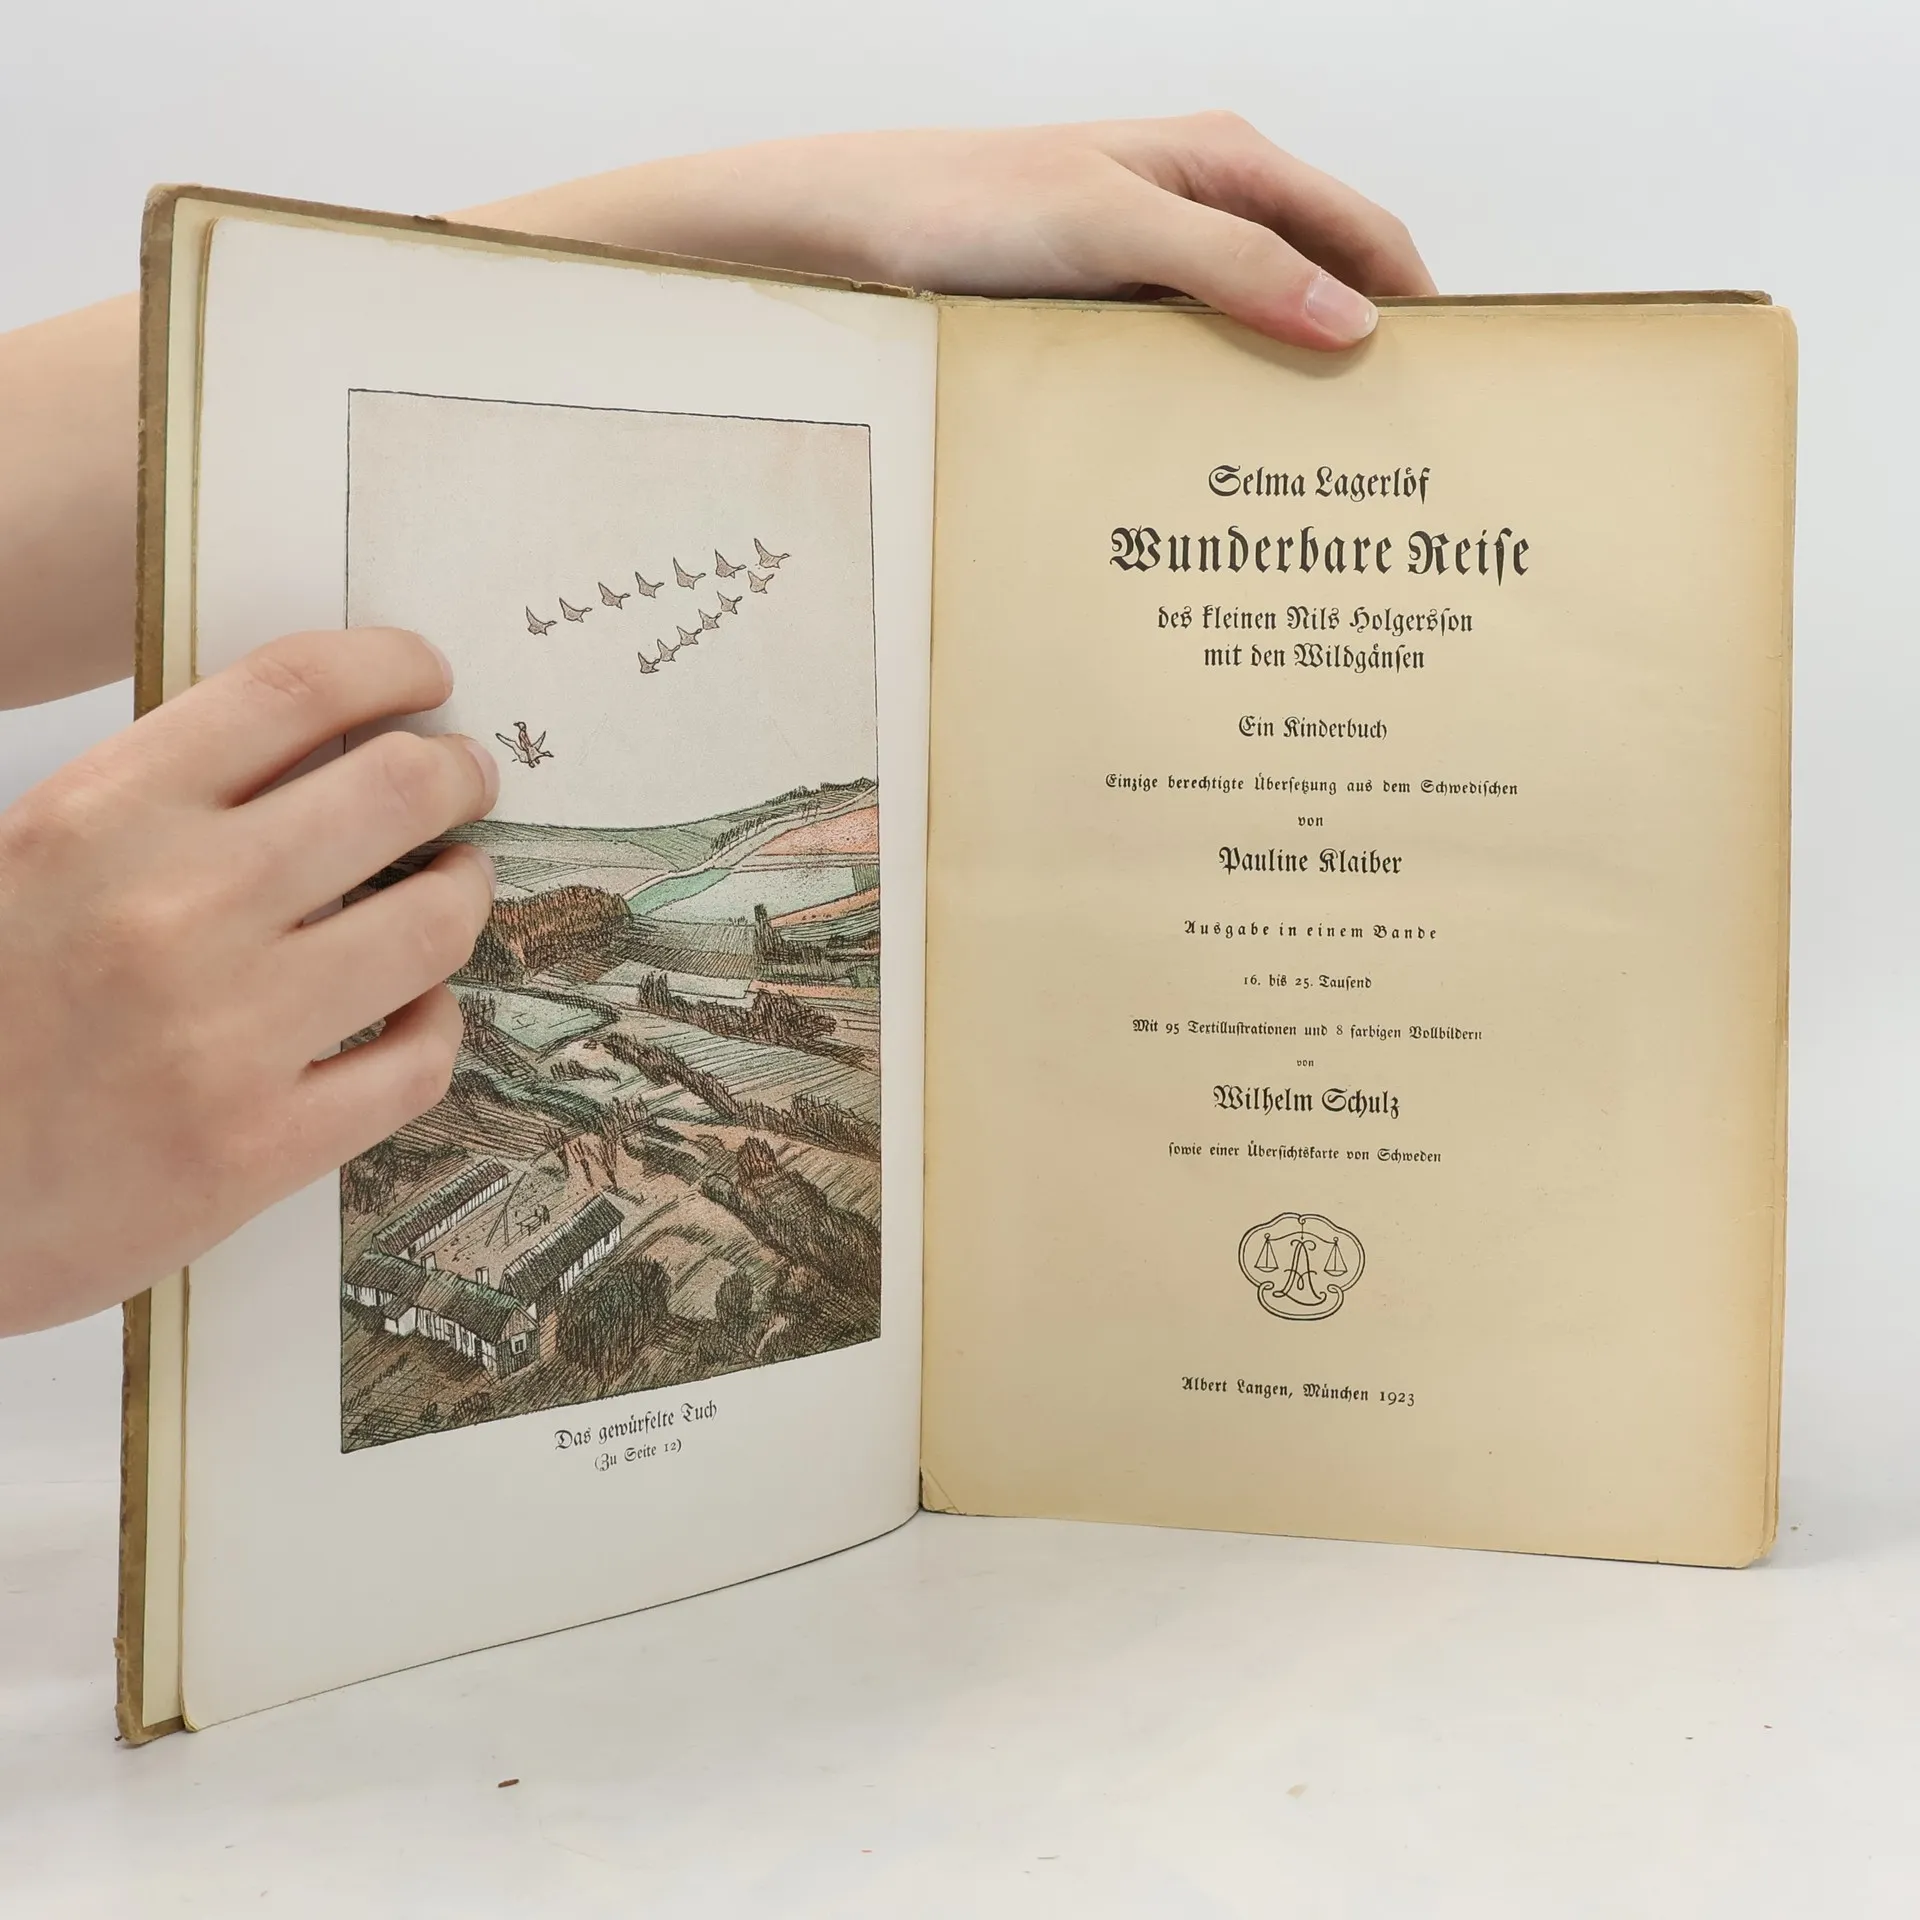 Das gewürfelte Tuch
(Zu Seite 12)
Selma Lagerlöf
Wunderbare Reise
des kleinen Nils Holgersson
mit den Wildgänsen
Ein Kinderbuch
Einzige berechtigte Übersetzung aus dem Schwedischen
von
Pauline Klaiber
Ausgabe in einem Bande
16. bis 25. Tausend
Mit 95 Textillustrationen und 8 farbigen Vollbildern
von
Wilhelm Schulz
sowie einer Übersichtskarte von Schweden
AL
Albert Langen, München 1923